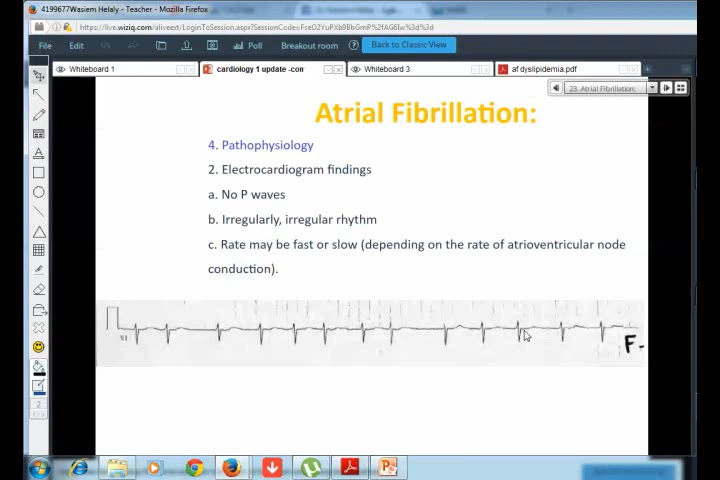 4199677Wasiem Helaly - Teacher - Mozilla Firefox
File Edit Poll Breakout room Back to Classic View
Whiteboard 1 cardiology 1 update -con Whiteboard 3 af dyslipidemia.pdf
23. Atrial Fibrillation:
Atrial Fibrillation:
4. Pathophysiology
2. Electrocardiogram findings
a. No P waves
b. Irregularly, irregular rhythm
c. Rate may be fast or slow (depending on the rate of atrioventricular node
conduction).
V1
F-
2